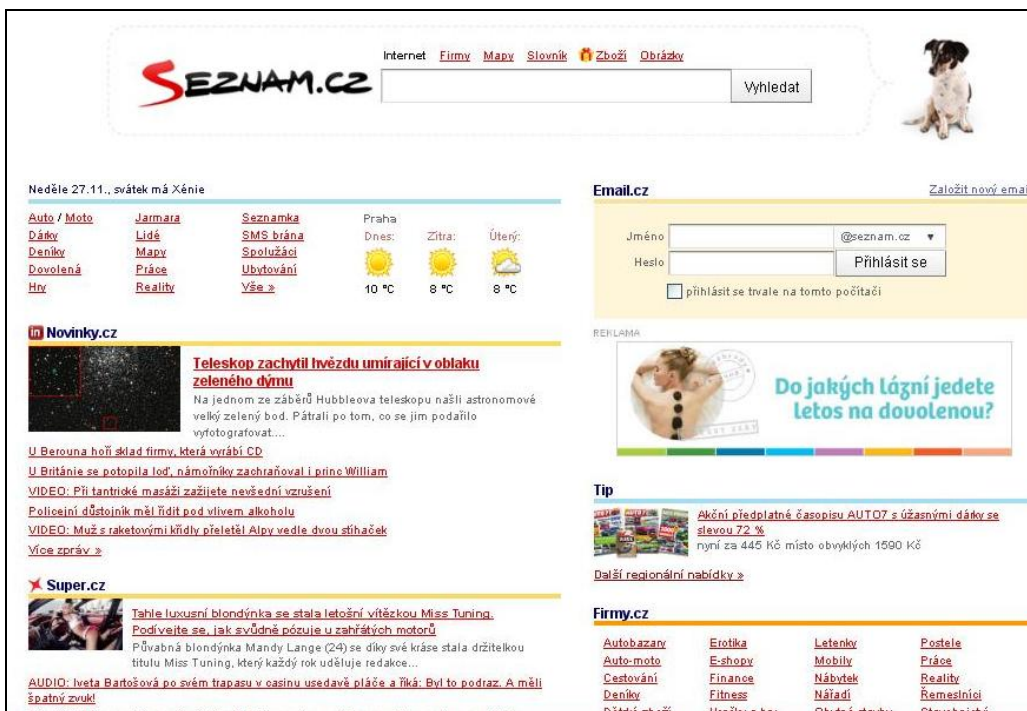 Internet Firmy Mapy Slovník Zboží Obrázky
SEZNAM.CZ
Vyhledat
Neděle 27.11., svátek má Xénie
Auto / Moto Jarmara Seznamka
Dárky Lidé SMS brána
Deníky Mapy Spolužáci
Dovolená Práce Ubytování
Hry Reality Vše »
Praha
Dnes: Zítra: Úterý:
10 °C 8 °C 8 °C
Novinky.cz
Teleskop zachytil hvězdu umírající v oblaku
zeleného dýmu
Na jednom ze záběrů Hubbleova teleskopu našli astronomové
velký zelený bod. Pátrali po tom, co se jim podařilo
vyfotografovat....
U Berouna hoří sklad firmy, která vyrábí CD
U Británie se potopila loď, námořníky zachraňoval i princ William
VIDEO: Při tantrické masáži zažijete nevšední vzrušení
Policejní důstojník měl řídit pod vlivem alkoholu
VIDEO: Muž s raketovými křídly přeletěl Alpy vedle dvou stíhaček
Více zpráv »
Super.cz
Tahle luxusní blondýnka se stala letošní vítězkou Miss Tuning.
Podívejte se, jak svůdně pózuje u zahřátých motorů
Půvabná blondýnka Mandy Lange (24) se díky své kráse stala držitelkou
titulu Miss Tuning, který každý rok uděluje redakce...
AUDIO: Iveta Bartošová po svém trapasu v casinu usedavě pláče a říká: Byl to podraz. A měli
špatný zvuk!
Email.cz Založit nový email
Jméno @seznam.cz
Heslo Přihlásit se
přihlásit se trvale na tomto počítači
REKLAMA
Do jakých lázní jedete
letos na dovolenou?
Tip
Akční předplatné časopisu AUTO7 s úžasnými dárky se
slevou 72 %
nyní za 445 Kč místo obvyklých 1590 Kč
Další regionální nabídky »
Firmy.cz
Autobazary Erotika Letenky Postele
Auto-moto E-shopy Mobily Práce
Cestování Finance Nábytek Reality
Deníky Fitness Nářadí Řemeslníci